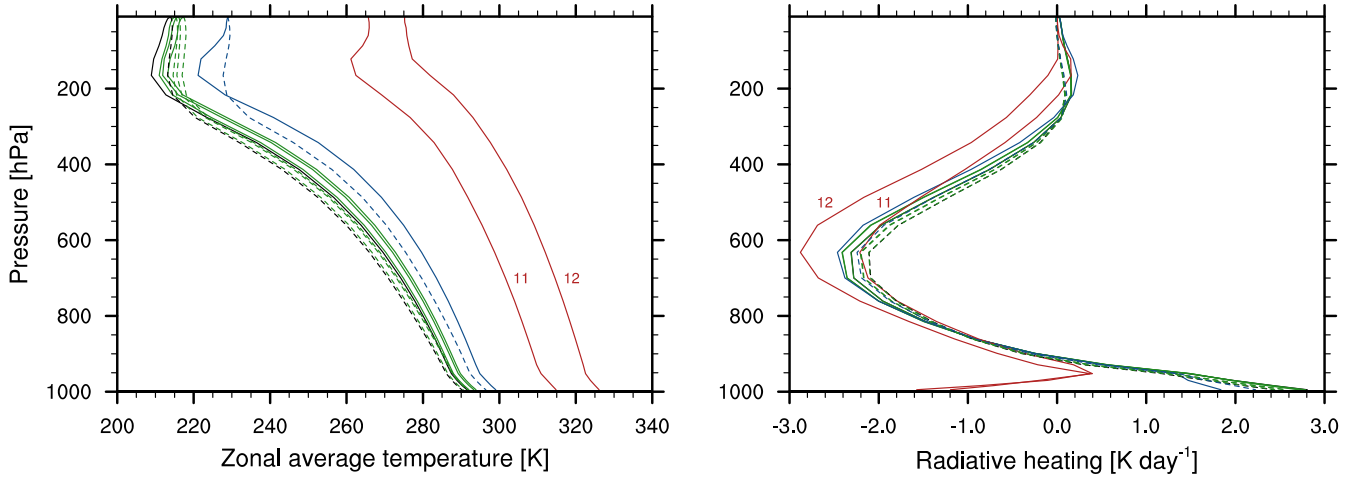 Pressure [hPa]
200
400
600
800
1000
11
12
200 220 240 260 280 300 320 340
Zonal average temperature [K]
200
400
600
800
1000
12
11
-3.0 -2.0 -1.0 0.0 1.0 2.0 3.0
Radiative heating [K day⁻¹]